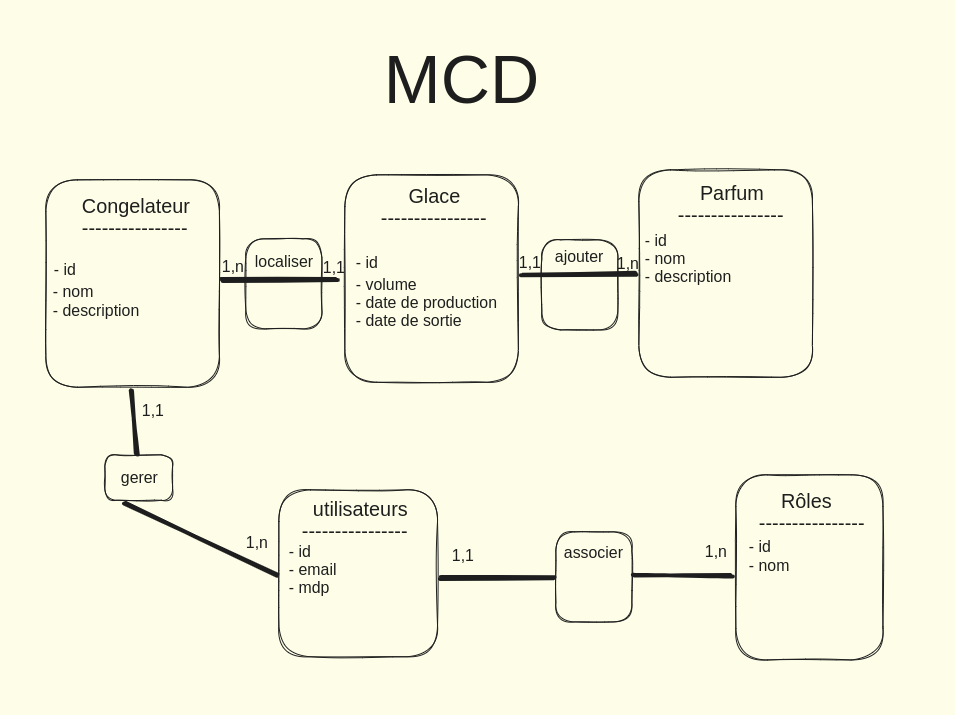 MCD
Congelateur
----------------
- id
- nom
- description
1,n
localiser
1,1
Glace
----------------
- id
- volume
- date de production
- date de sortie
1,1
ajouter
1,n
Parfum
----------------
- id
- nom
- description
1,1
gerer
1,n
utilisateurs
----------------
- id
- email
- mdp
1,1
associer
1,n
Rôles
----------------
- id
- nom